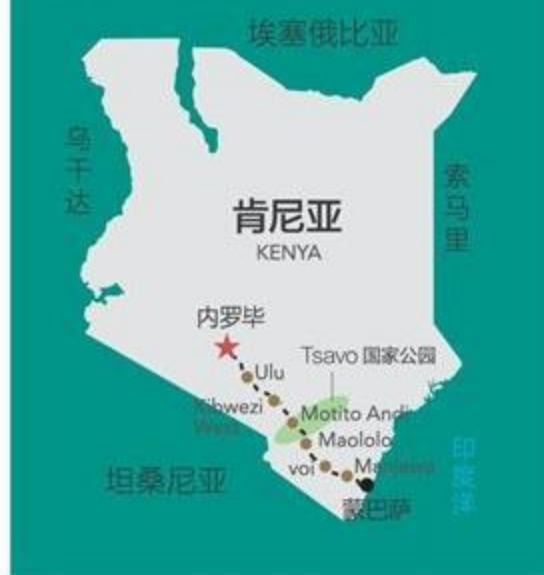 埃塞俄比亚
乌干达
索马里
肯尼亚
KENYA
内罗毕
Tsavo 国家公园
Ulu
Kibwezi
West
Motito Andi
Maololo
voi
坦桑尼亚
印度洋
蒙巴萨